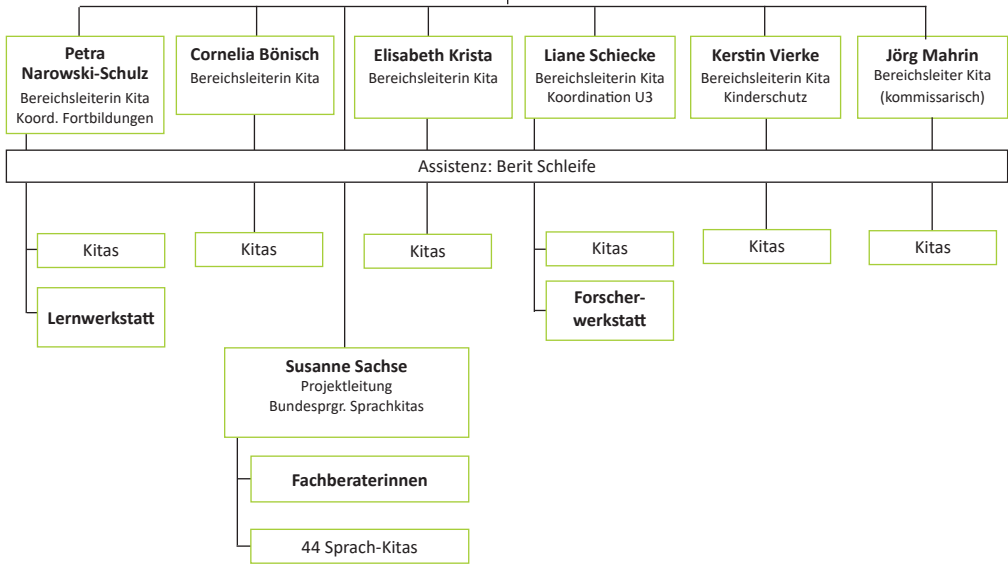 Petra
Narowski-Schulz
Bereichsleiterin Kita
Koord. Fortbildungen
Cornelia Bönisch
Bereichsleiterin Kita
Elisabeth Krista
Bereichsleiterin Kita
Liane Schiecke
Bereichsleiterin Kita
Koordination U3
Kerstin Vierke
Bereichsleiterin Kita
Kinderschutz
Jörg Mahrin
Bereichsleiter Kita
(kommissarisch)
Assistenz: Berit Schleife
Kitas
Kitas
Kitas
Kitas
Kitas
Kitas
Lernwerkstatt
Forscher-
werkstatt
Susanne Sachse
Projektleitung
Bundesprgr. Sprachkitas
Fachberaterinnen
44 Sprach-Kitas